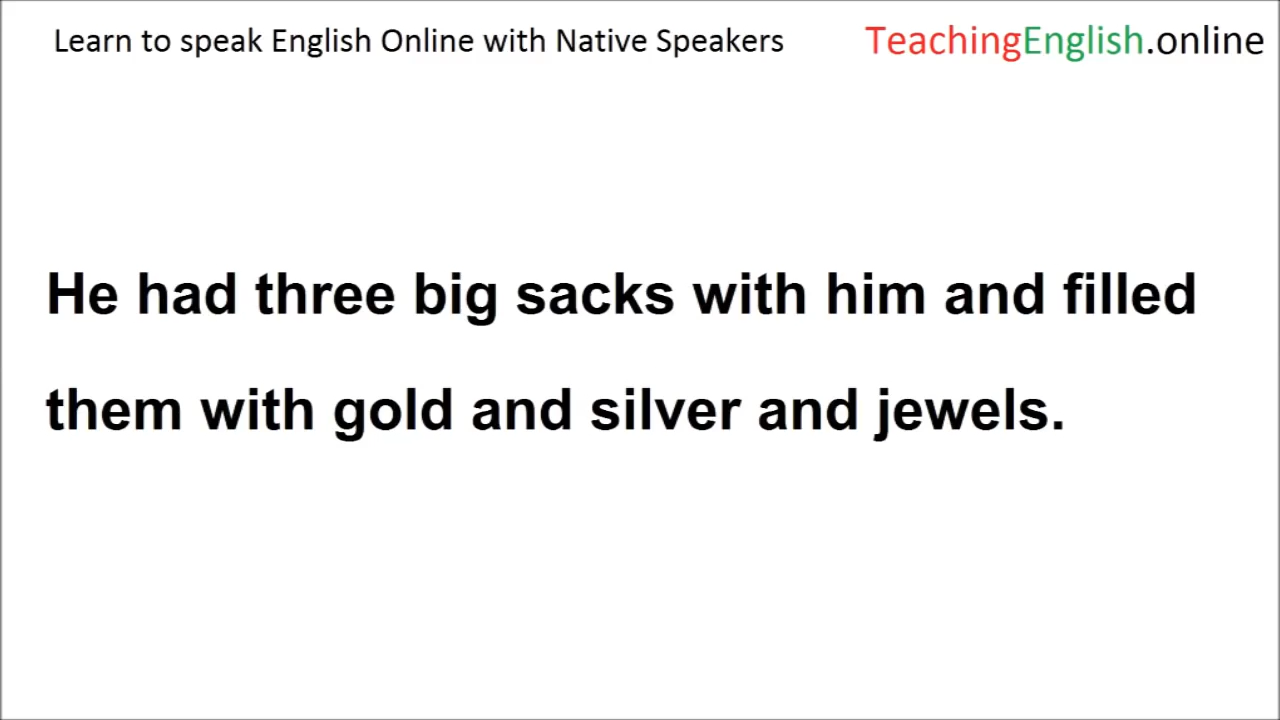 Learn to speak English Online with Native Speakers TeachingEnglish.online
He had three big sacks with him and filled
them with gold and silver and jewels.